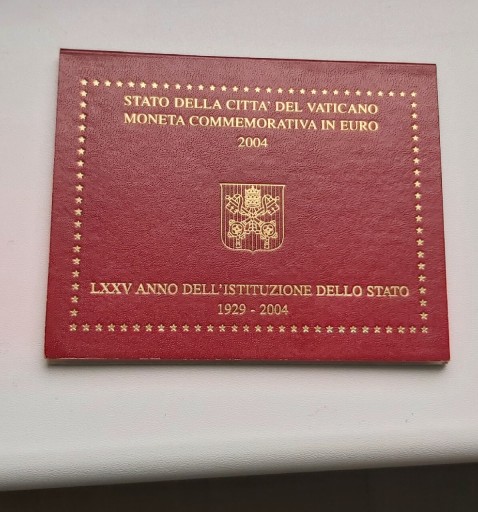 STATO DELLA CITTA' DEL VATICANO
MONETA COMMEMORATIVA IN EURO
2004
LXXV ANNO DELL'ISTITUZIONE DELLO STATO
1929 - 2004